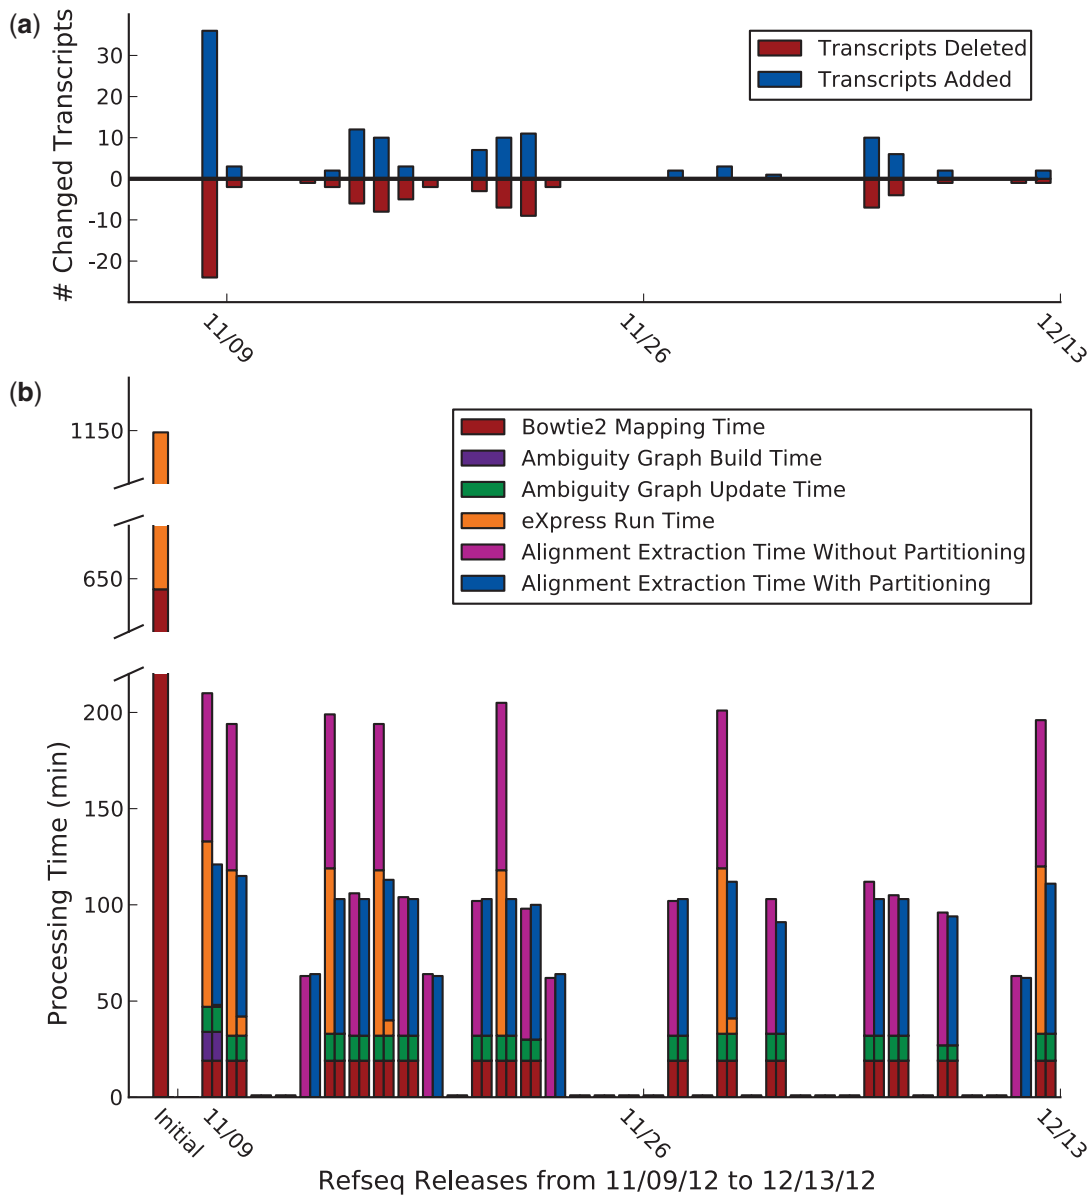 (a)
# Changed Transcripts
30
20
10
0
-10
-20
Transcripts Deleted
Transcripts Added
11/09
11/26
12/13
(b)
Processing Time (min)
1150
650
200
150
100
50
0
Bowtie2 Mapping Time
Ambiguity Graph Build Time
Ambiguity Graph Update Time
eXpress Run Time
Alignment Extraction Time Without Partitioning
Alignment Extraction Time With Partitioning
Initial
11/09
11/26
12/13
Refseq Releases from 11/09/12 to 12/13/12